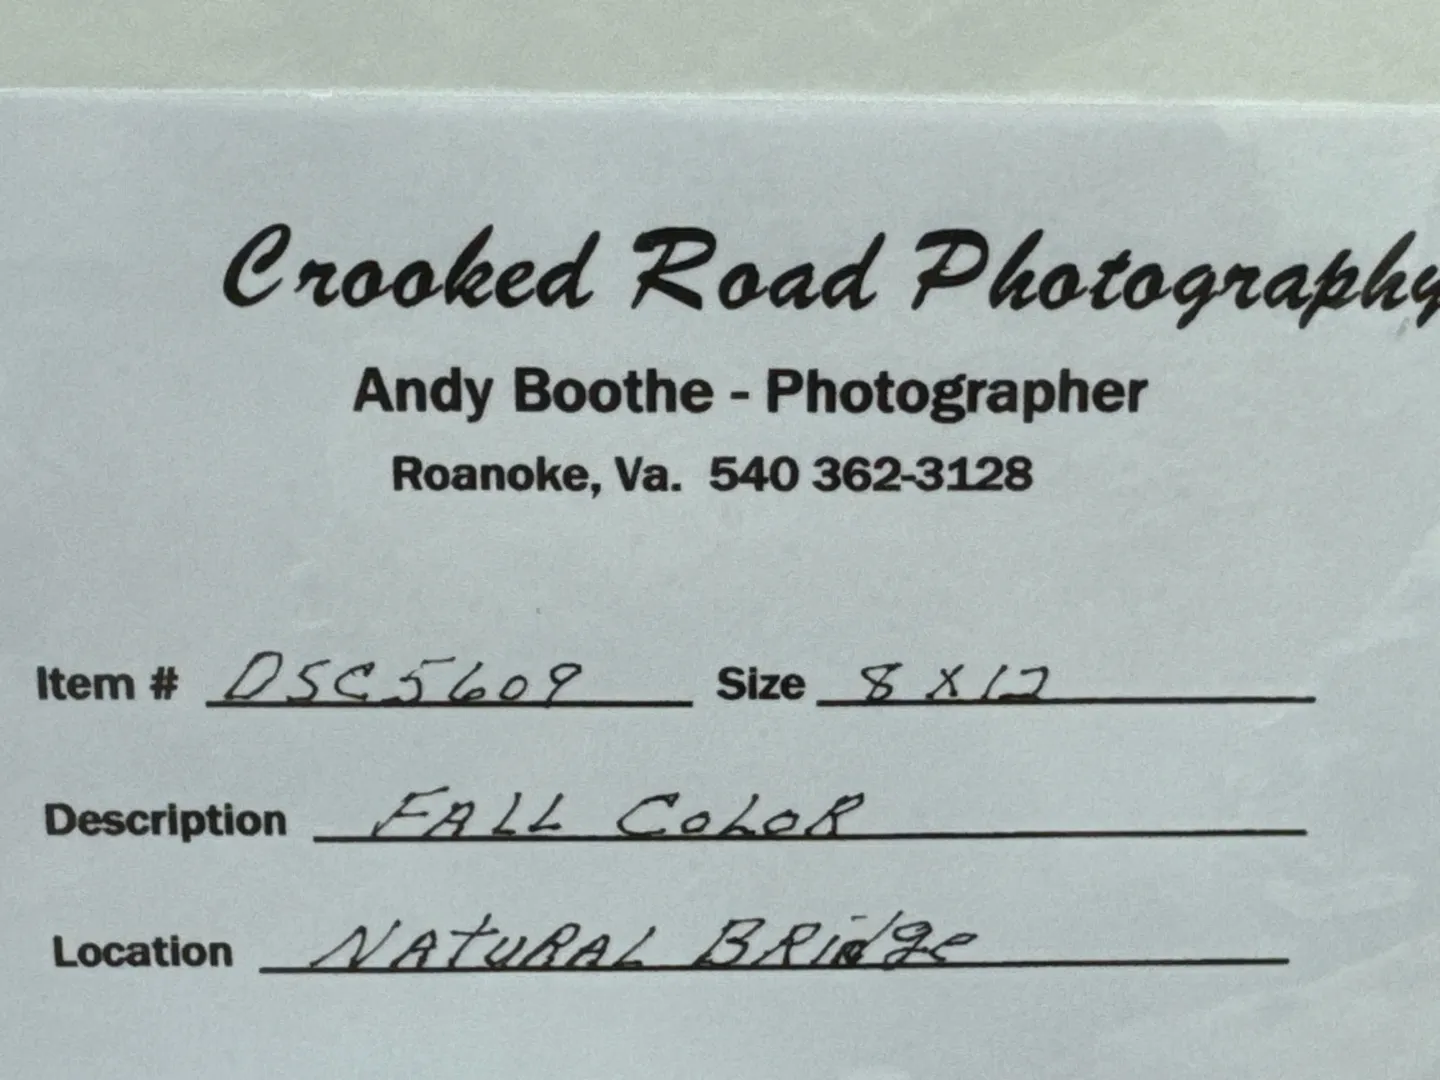 Crooked Road Photography
Andy Boothe - Photographer
Roanoke, Va. 540 362-3128
Item # DSC5609 Size 8 X 12
Description FALL COLOR
Location NATURAL BRidge